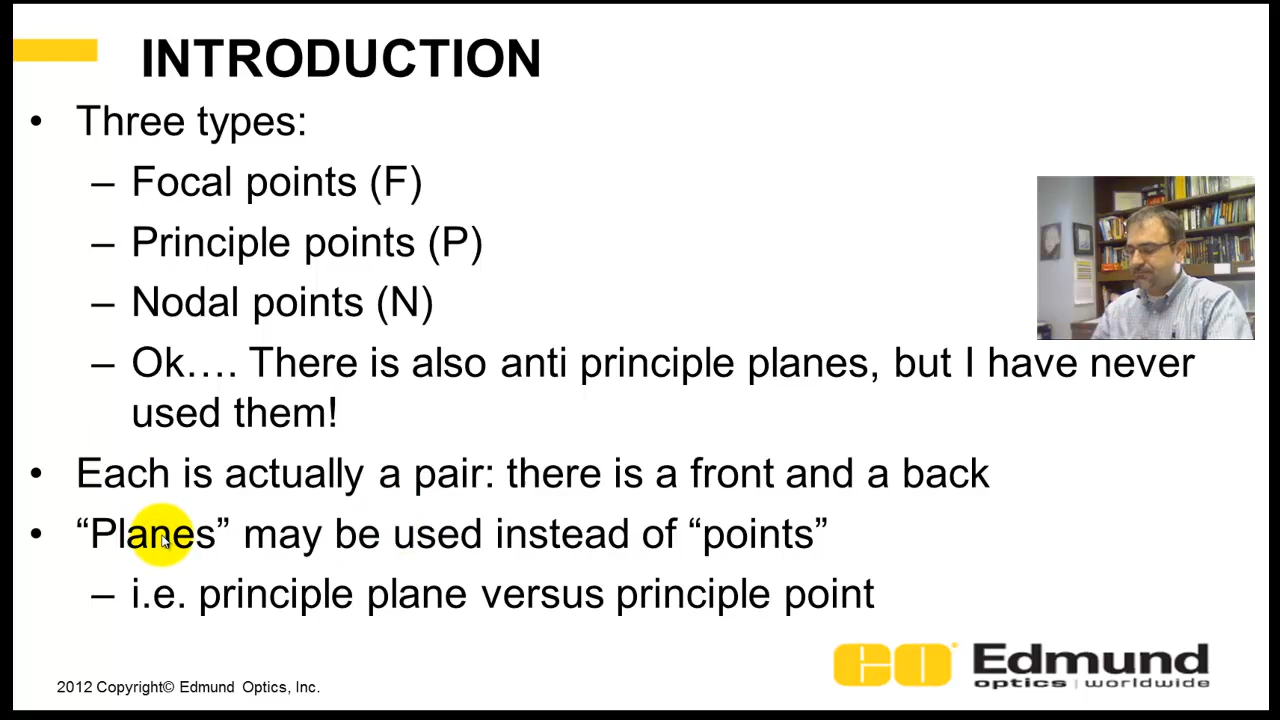 INTRODUCTION
• Three types:
– Focal points (F)
– Principle points (P)
– Nodal points (N)
– Ok…. There is also anti principle planes, but I have never
used them!
• Each is actually a pair: there is a front and a back
• “Planes” may be used instead of “points”
– i.e. principle plane versus principle point
EO Edmund
optics | worldwide
2012 Copyright© Edmund Optics, Inc.